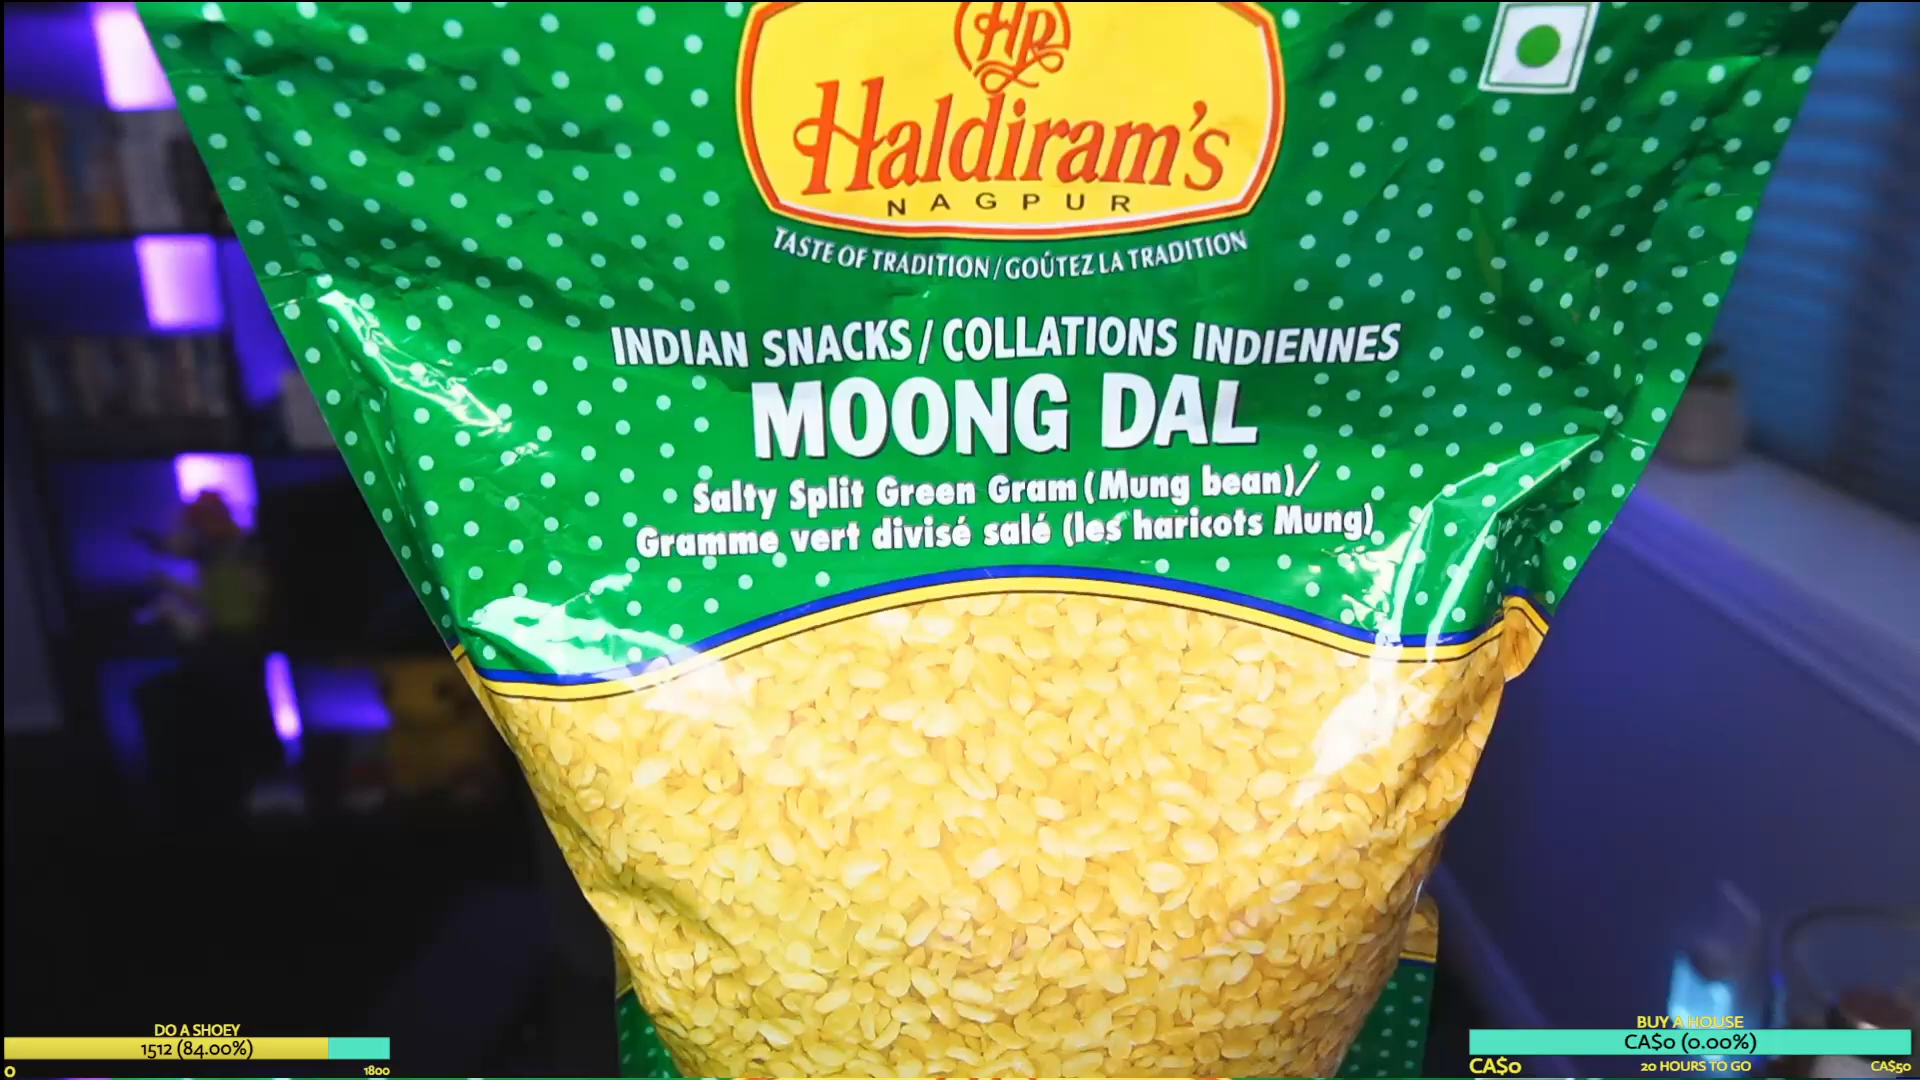 HR
Haldiram's
NAGPUR
TASTE OF TRADITION / GOÛTEZ LA TRADITION
INDIAN SNACKS / COLLATIONS INDIENNES
MOONG DAL
Salty Split Green Gram (Mung bean)/
Gramme vert divisé salé (les haricots Mung)
DO A SHOEY
1512 (84.00%)
0 1800
BUY A HOUSE
CA$0 (0.00%)
CA$0 20 HOURS TO GO CA$50